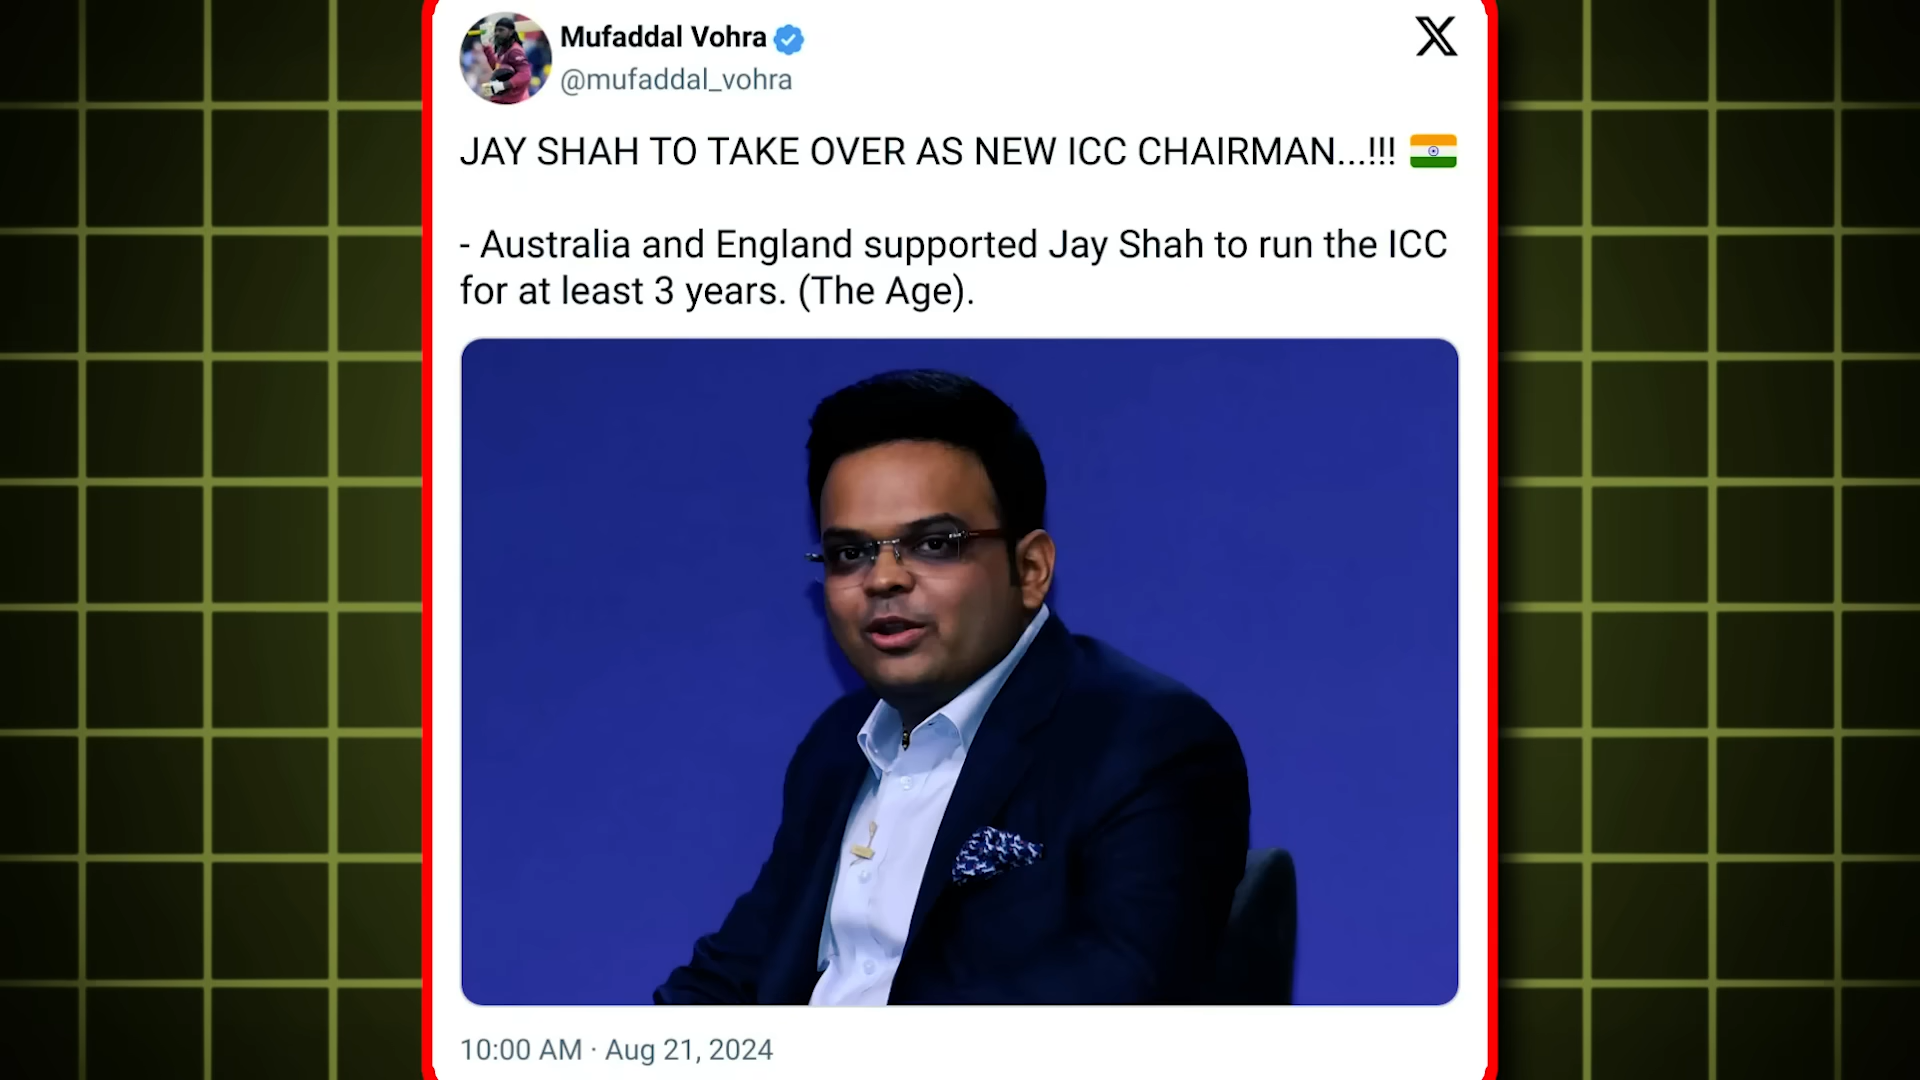 Mufaddal Vohra
@mufaddal_vohra
JAY SHAH TO TAKE OVER AS NEW ICC CHAIRMAN...!!! 🇮🇳
- Australia and England supported Jay Shah to run the ICC
for at least 3 years. (The Age).
10:00 AM · Aug 21, 2024